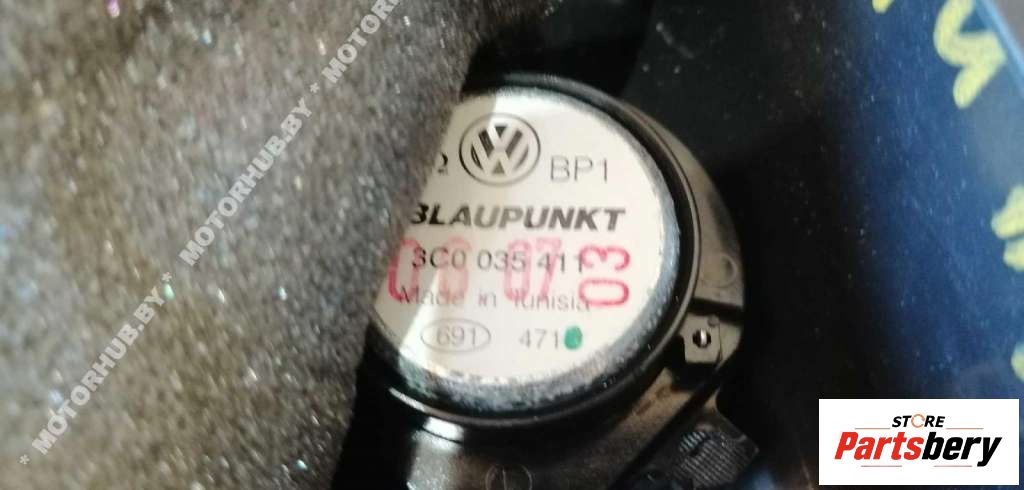 * MOTORHUB.BY * MOTORHUB.BY * MOTORHUB.BY *
BP1
BLAUPUNKT
3C0 035 411
06 07 03
Made in Tunisia
691 471
STORE
Partsbery